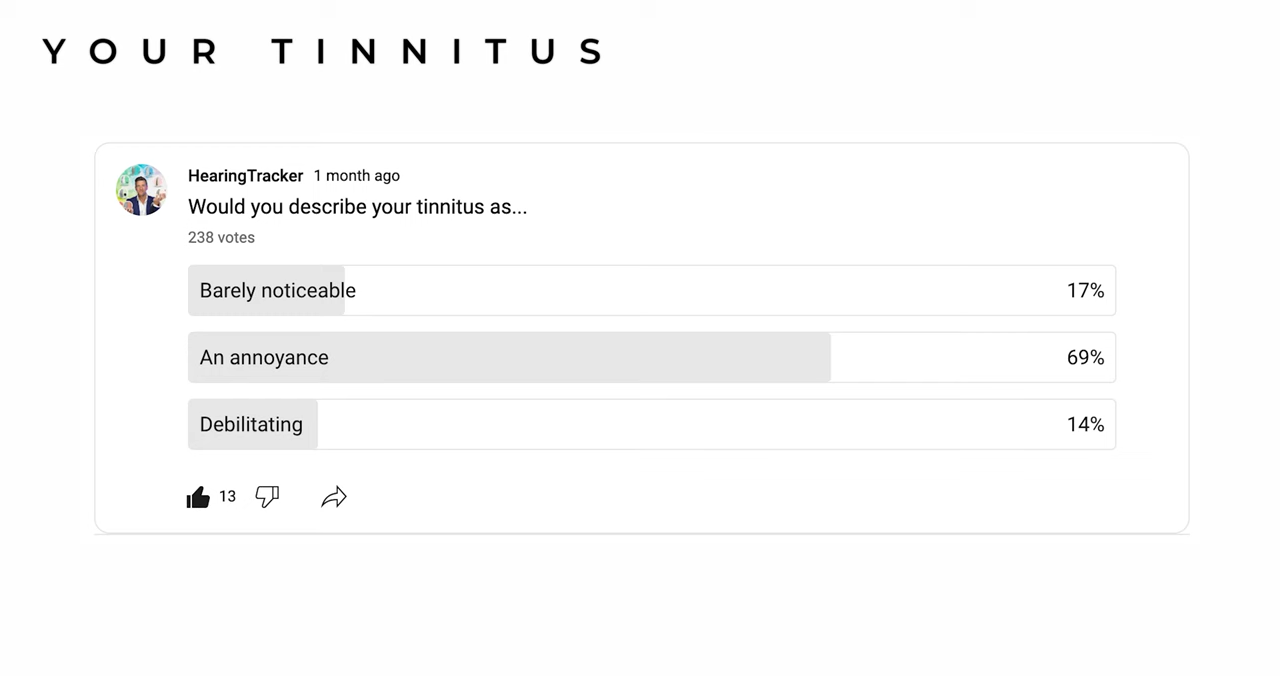 YOUR TINNITUS
HearingTracker 1 month ago
Would you describe your tinnitus as...
238 votes
Barely noticeable 17%
An annoyance 69%
Debilitating 14%
13